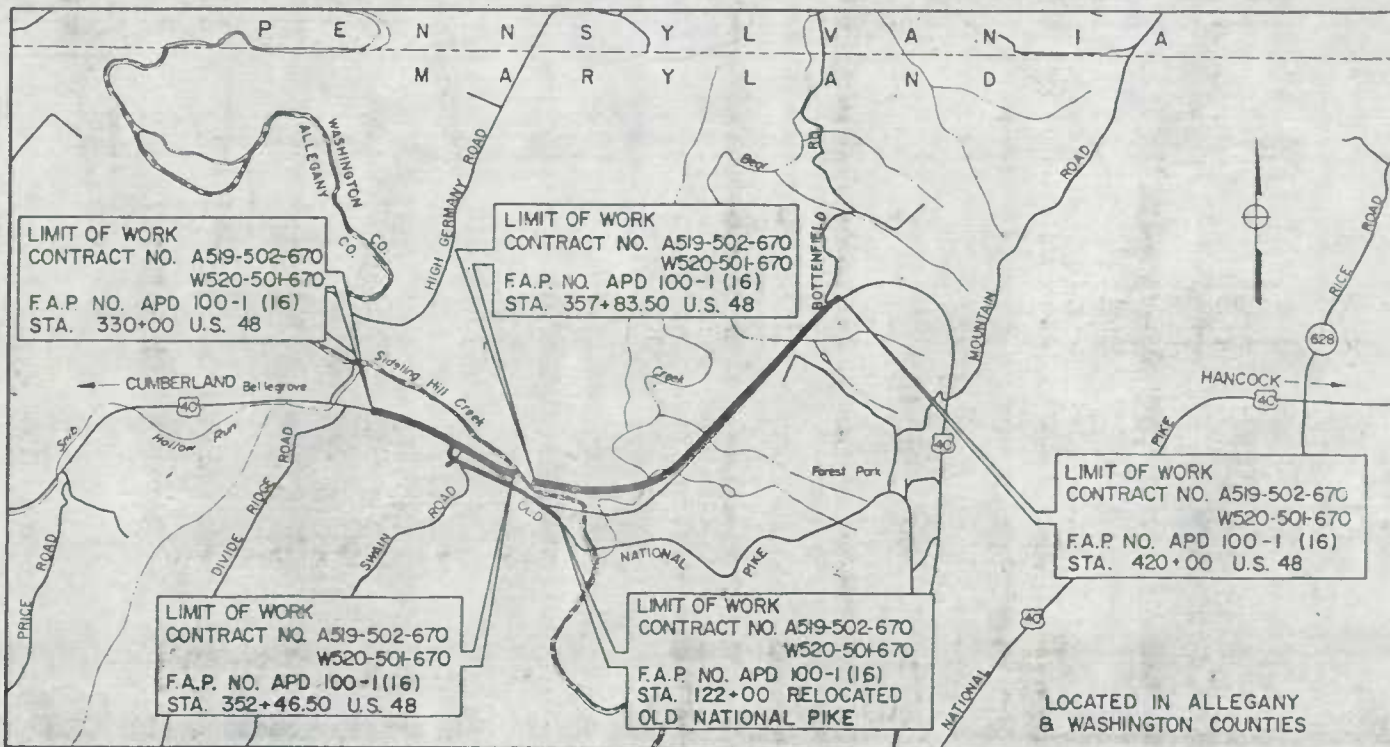 PENNSYLVANIA
MARYLAND
WASHINGTON CO.
ALLEGANY CO.
HIGH GERMANY ROAD
Bear
Creek
BOTTENFIELD RD.
MOUNTAIN ROAD
RICE ROAD
628
LIMIT OF WORK
CONTRACT NO. A519-502-670
W520-501-670
F.A.P. NO. APD 100-1 (16)
STA. 330+00 U.S. 48
LIMIT OF WORK
CONTRACT NO. A519-502-670
W520-501-670
F.A.P. NO. APD 100-1 (16)
STA. 357+83.50 U.S. 48
CUMBERLAND
Bellegrove
40
Sideling Hill Creek
HANCOCK
40
Hollow Run
PRICE ROAD
DIVIDE RIDGE ROAD
SWAIN ROAD
OLD NATIONAL PIKE
Forest Park
40
NATIONAL PIKE
40
LIMIT OF WORK
CONTRACT NO. A519-502-670
W520-501-670
F.A.P. NO. APD 100-1 (16)
STA. 420+00 U.S. 48
LIMIT OF WORK
CONTRACT NO. A519-502-670
W520-501-670
F.A.P. NO. APD 100-1(16)
STA. 352+46.50 U.S. 48
LIMIT OF WORK
CONTRACT NO. A519-502-670
W520-501-670
F.A.P. NO. APD 100-1 (16)
STA. 122+00 RELOCATED
OLD NATIONAL PIKE
LOCATED IN ALLEGANY
& WASHINGTON COUNTIES